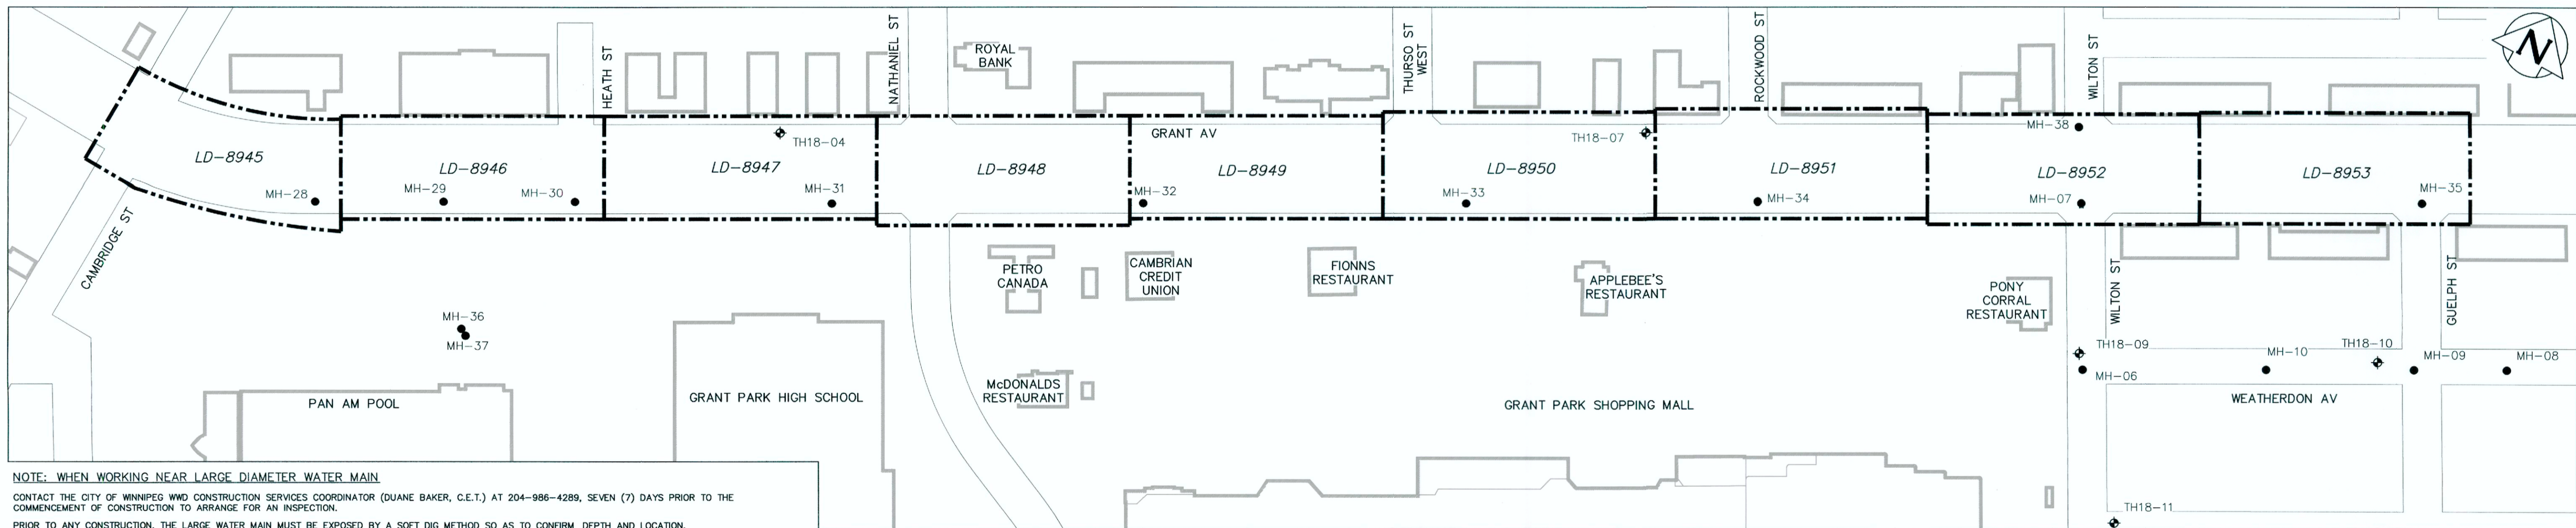 HEATH ST
NATHANIEL ST
ROYAL
BANK
THURSO ST
WEST
ROCKWOOD ST
WILTON ST
N
GRANT AV
TH18-04
TH18-07
MH-38
LD-8945
LD-8946
LD-8947
LD-8948
LD-8949
LD-8950
LD-8951
LD-8952
LD-8953
MH-28
MH-29
MH-30
MH-31
MH-32
MH-33
MH-34
MH-07
MH-35
CAMBRIDGE ST
PETRO
CANADA
CAMBRIAN
CREDIT
UNION
FIONNS
RESTAURANT
APPLEBEE'S
RESTAURANT
PONY
CORRAL
RESTAURANT
WILTON ST
GUELPH ST
MH-36
MH-37
TH18-09
MH-06
MH-10
TH18-10
MH-09
MH-08
PAN AM POOL
GRANT PARK HIGH SCHOOL
McDONALDS
RESTAURANT
GRANT PARK SHOPPING MALL
WEATHERDON AV
TH18-11
NOTE: WHEN WORKING NEAR LARGE DIAMETER WATER MAIN
CONTACT THE CITY OF WINNIPEG WWD CONSTRUCTION SERVICES COORDINATOR (DUANE BAKER, C.E.T.) AT 204-986-4289, SEVEN (7) DAYS PRIOR TO THE
COMMENCEMENT OF CONSTRUCTION TO ARRANGE FOR AN INSPECTION.
PRIOR TO ANY CONSTRUCTION, THE LARGE WATER MAIN MUST BE EXPOSED BY A SOFT DIG METHOD SO AS TO CONFIRM DEPTH AND LOCATION.